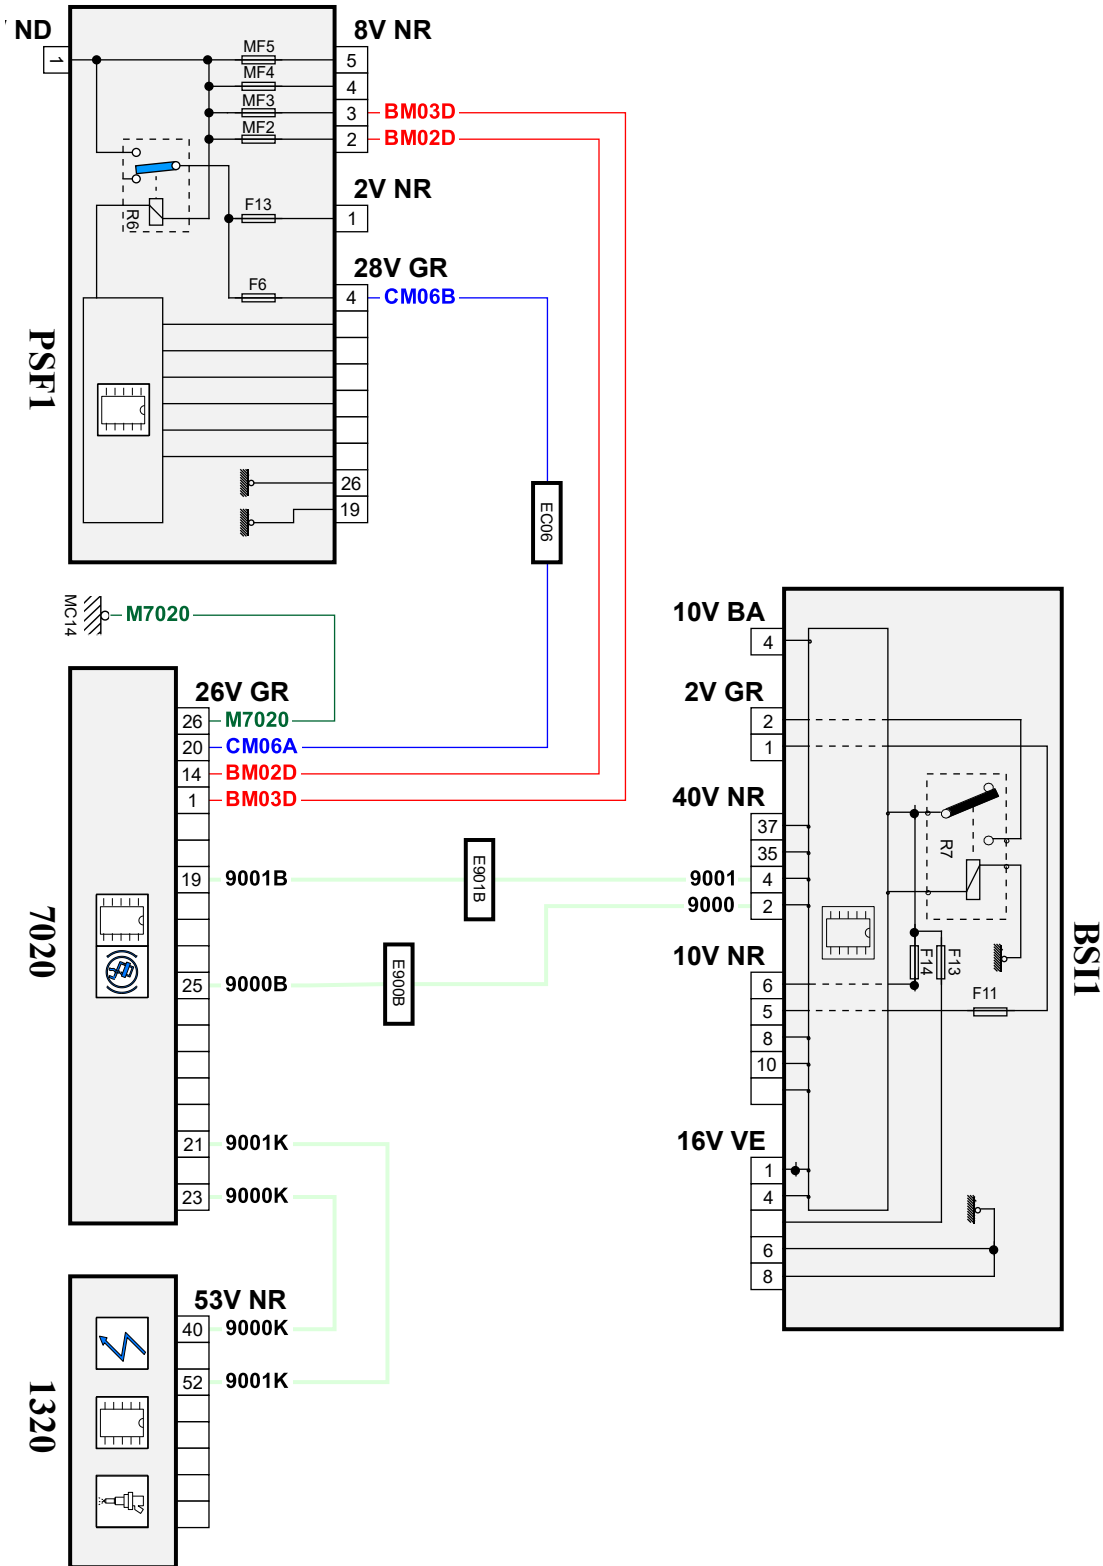 ND
8V NR
1
MF5
5
MF4
4
MF3
3
BM03D
MF2
2
BM02D
2V NR
R6
F13
1
28V GR
F6
4
CM06B
PSF1
26
19
EC06
MC14
M7020
26V GR
26
M7020
20
CM06A
14
BM02D
1
BM03D
19
9001B
E901B
9001
4
7020
25
9000B
E900B
9000
2
21
9001K
23
9000K
53V NR
40
9000K
52
9001K
1320
10V BA
4
2V GR
2
1
40V NR
37
35
R7
10V NR
F14
F13
6
F11
5
8
10
BSI1
16V VE
1
4
6
8